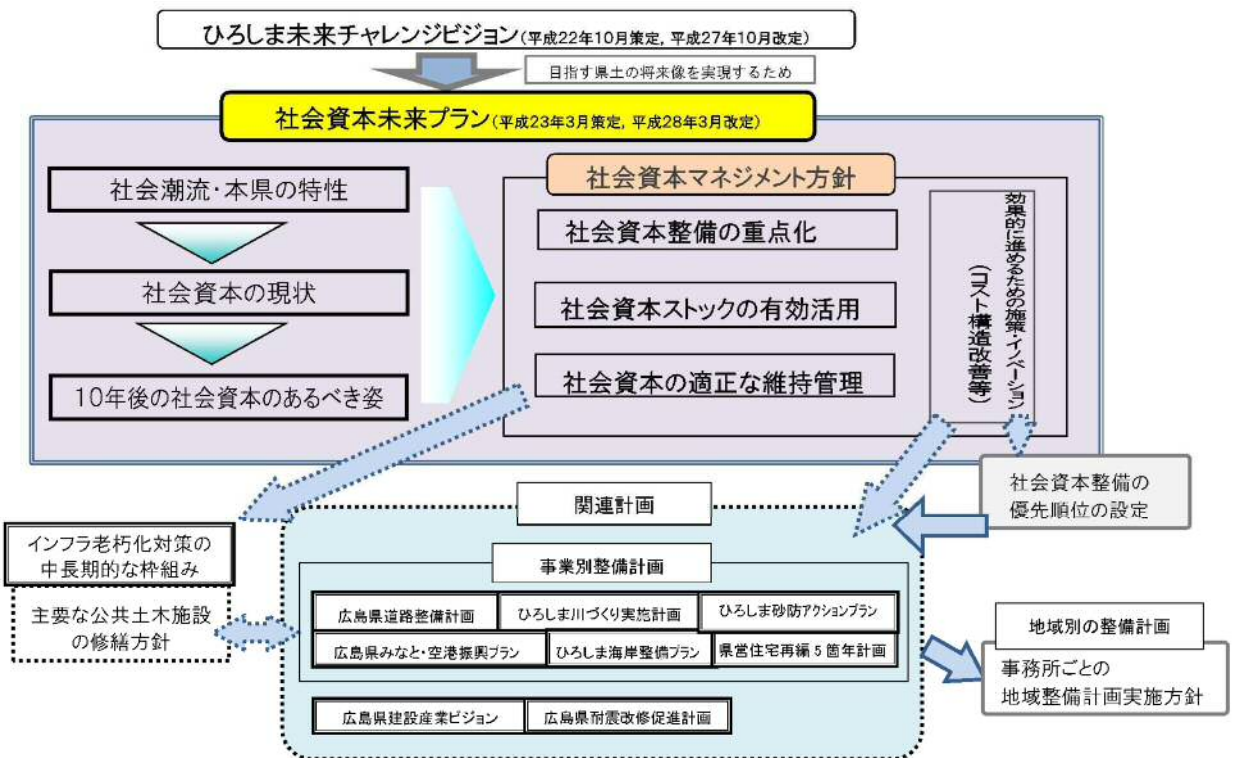 ひろしま未来チャレンジビジョン(平成22年10月策定, 平成27年10月改定)
目指す県土の将来像を実現するため
社会資本未来プラン(平成23年3月策定, 平成28年3月改定)
社会潮流・本県の特性
社会資本の現状
10年後の社会資本のあるべき姿
社会資本マネジメント方針
社会資本整備の重点化
社会資本ストックの有効活用
社会資本の適正な維持管理
効果的に進めるための施策・イノベーション
(コスト構造改善等)
社会資本整備の
優先順位の設定
関連計画
インフラ老朽化対策の
中長期的な枠組み
主要な公共土木施設
の修繕方針
事業別整備計画
広島県道路整備計画
ひろしま川づくり実施計画
ひろしま砂防アクションプラン
広島県みなと・空港振興プラン
ひろしま海岸整備プラン
県営住宅再編5箇年計画
広島県建設産業ビジョン
広島県耐震改修促進計画
地域別の整備計画
事務所ごとの
地域整備計画実施方針